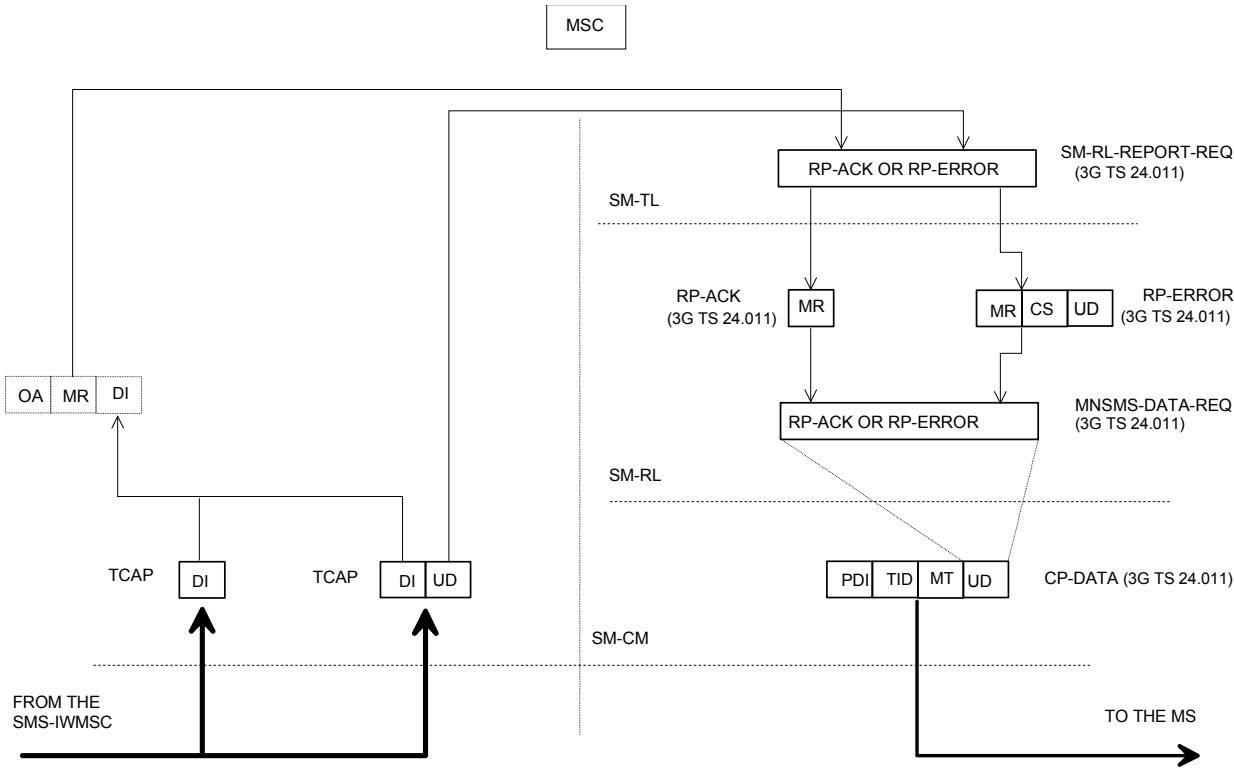 MSC
RP-ACK OR RP-ERROR
SM-RL-REPORT-REQ
(3G TS 24.011)
SM-TL
RP-ACK
(3G TS 24.011)
MR
MR CS UD
RP-ERROR
(3G TS 24.011)
OA MR DI
RP-ACK OR RP-ERROR
MNSMS-DATA-REQ
(3G TS 24.011)
SM-RL
TCAP DI
TCAP DI UD
PDI TID MT UD
CP-DATA (3G TS 24.011)
SM-CM
FROM THE
SMS-IWMSC
TO THE MS